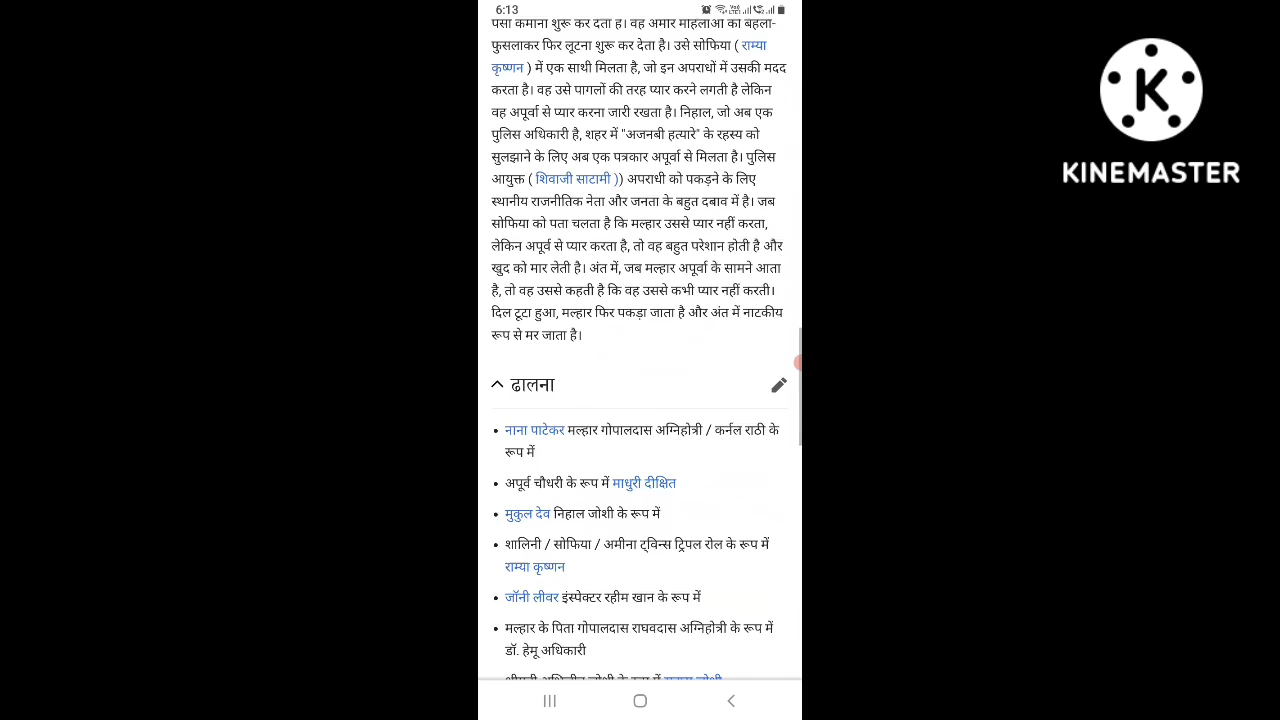 6:13
पैसा कमाना शुरू कर देता है। वह अमीर महिलाओं को बहला-
फुसलाकर फिर लूटना शुरू कर देता है। उसे सोफिया ( राम्या
कृष्णन ) में एक साथी मिलता है, जो इन अपराधों में उसकी मदद
करता है। वह उसे पागलों की तरह प्यार करने लगती है लेकिन
वह अपूर्वा से प्यार करना जारी रखता है। निहाल, जो अब एक
पुलिस अधिकारी है, शहर में "अजनबी हत्यारे" के रहस्य को
सुलझाने के लिए अब एक पत्रकार अपूर्वा से मिलता है। पुलिस
आयुक्त ( शिवाजी साटामी )) अपराधी को पकड़ने के लिए
स्थानीय राजनीतिक नेता और जनता के बहुत दबाव में है। जब
सोफिया को पता चलता है कि मल्हार उससे प्यार नहीं करता,
लेकिन अपूर्व से प्यार करता है, तो वह बहुत परेशान होती है और
खुद को मार लेती है। अंत में, जब मल्हार अपूर्वा के सामने आता
है, तो वह उससे कहती है कि वह उससे कभी प्यार नहीं करती।
दिल टूटा हुआ, मल्हार फिर पकड़ा जाता है और अंत में नाटकीय
रूप से मर जाता है।
ढालना
• नाना पाटेकर मल्हार गोपालदास अग्निहोत्री / कर्नल राठी के
रूप में
• अपूर्व चौधरी के रूप में माधुरी दीक्षित
• मुकुल देव निहाल जोशी के रूप में
• शालिनी / सोफिया / अमीना ट्विन्स ट्रिपल रोल के रूप में
राम्या कृष्णन
• जॉनी लीवर इंस्पेक्टर रहीम खान के रूप में
• मल्हार के पिता गोपालदास राघवदास अग्निहोत्री के रूप में
डॉ. हेमू अधिकारी
K
KINEMASTER